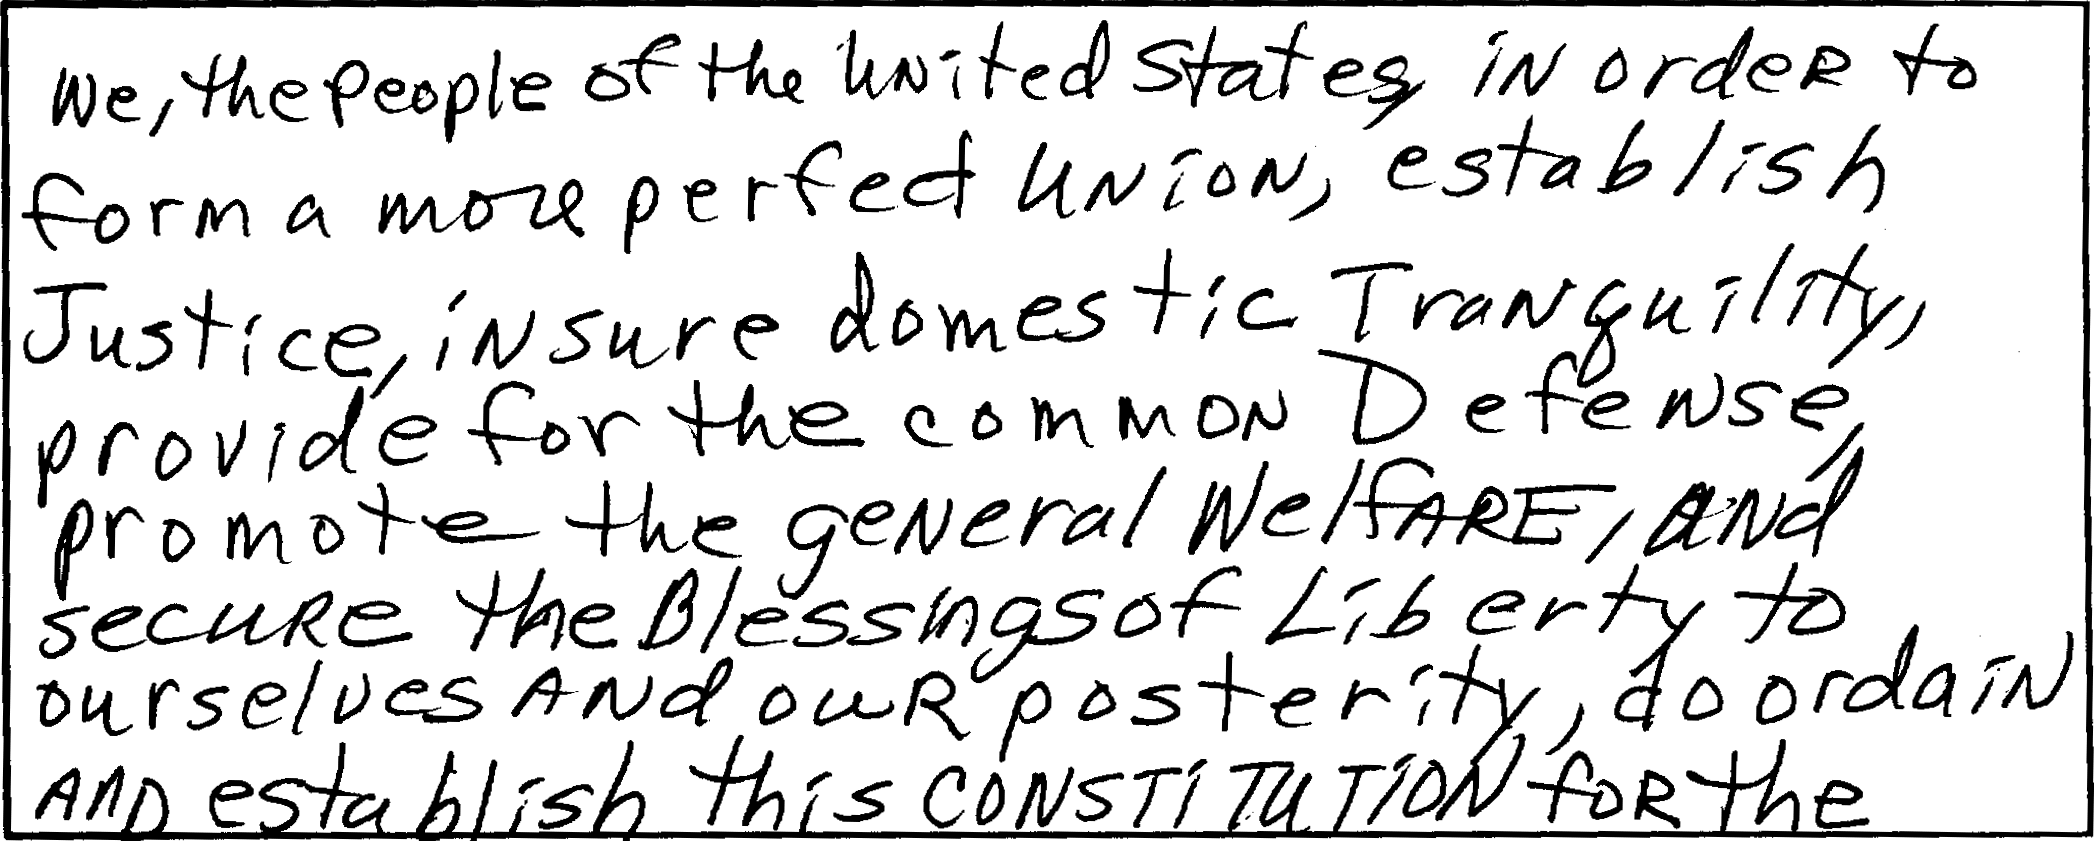 We, the People of the United States, in order to
form a more perfect Union, establish
Justice, insure domestic Tranquility,
provide for the common Defense,
promote the general Welfare, and
secure the Blessings of Liberty to
ourselves and our posterity, do ordain
and establish this CONSTITUTION for the